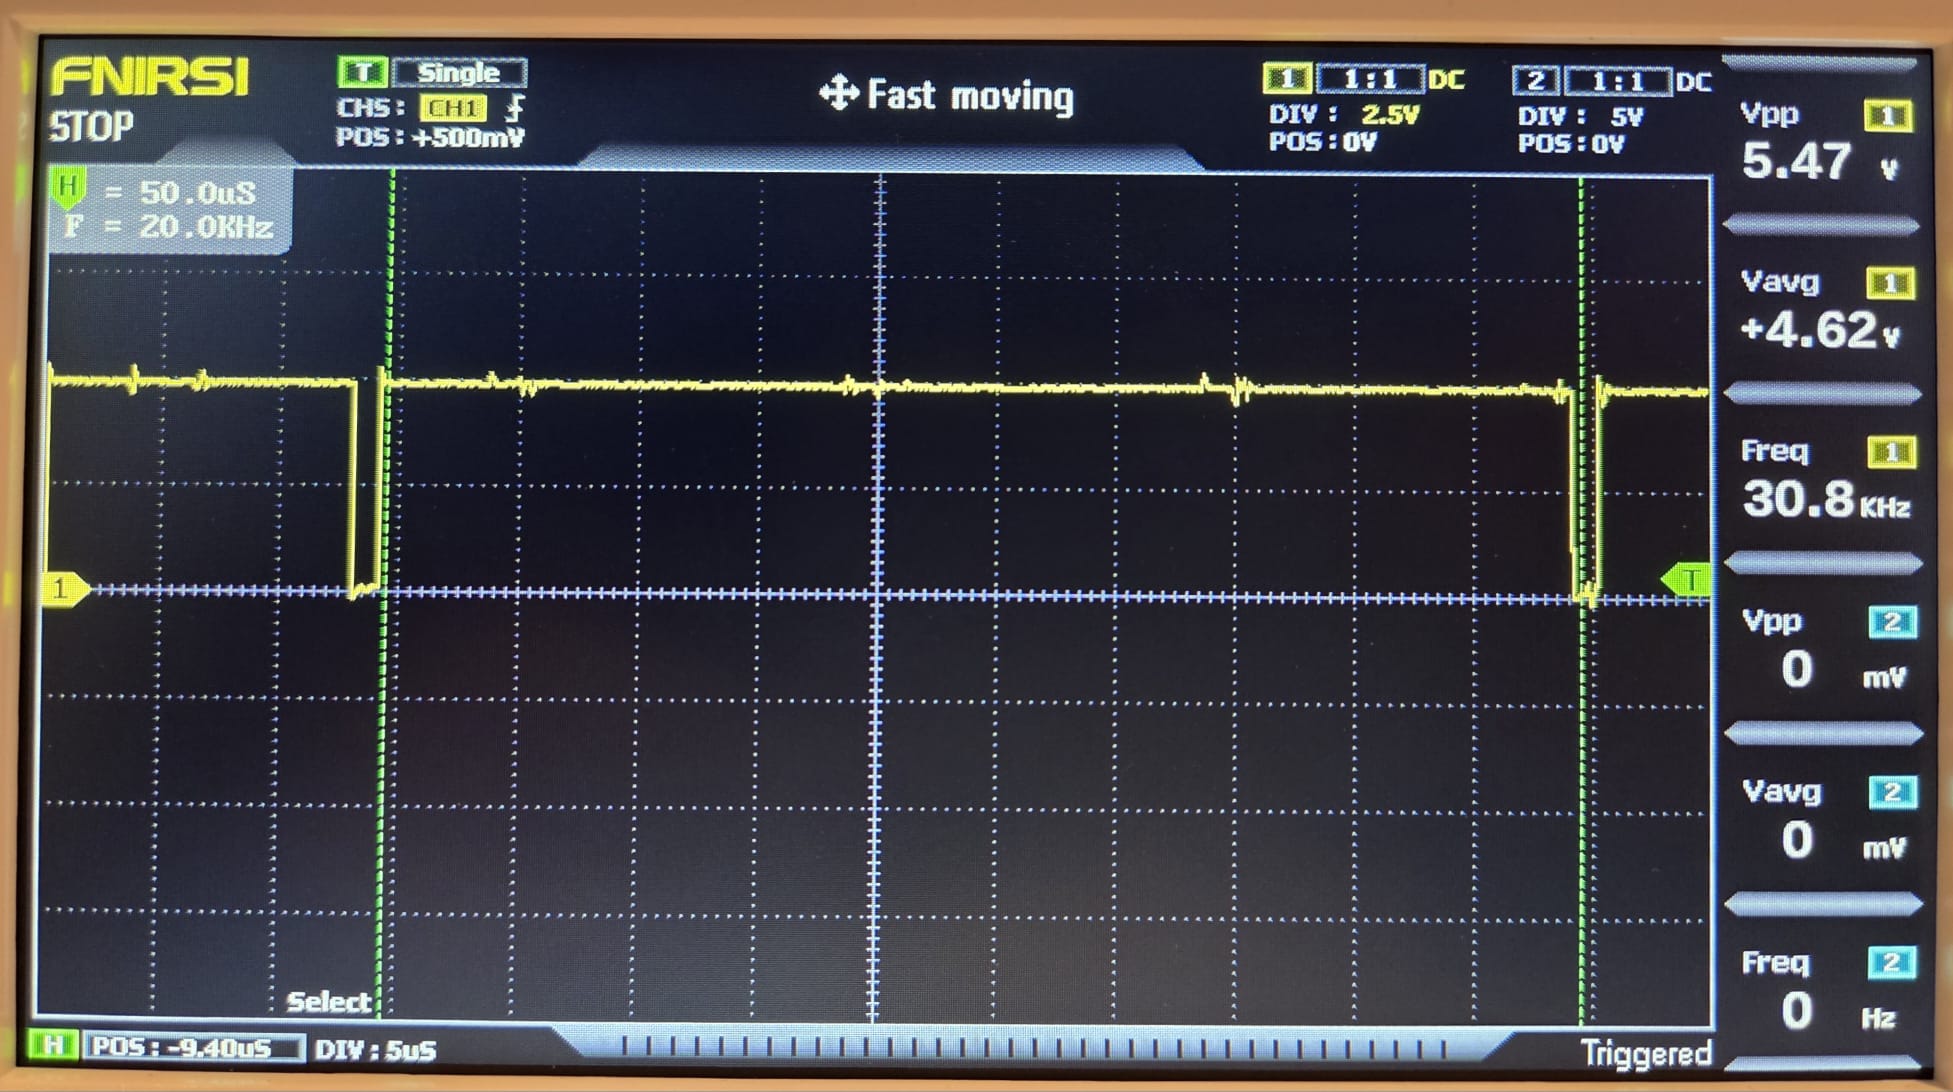 FNIRSI
STOP
T Single
CHS: CH1
POS:+500mV
Fast moving
1 1:1 DC
DIV: 2.5V
POS:0V
2 1:1 DC
DIV: 5V
POS:0V
H = 50.0uS
F = 20.0KHz
Vpp 1
5.47 V
Vavg 1
+4.62 V
Freq 1
30.8 KHz
Vpp 2
0 mV
Vavg 2
0 mV
Freq 2
0 Hz
1
T
Select
H POS:-9.40uS DIV:5uS
Triggered